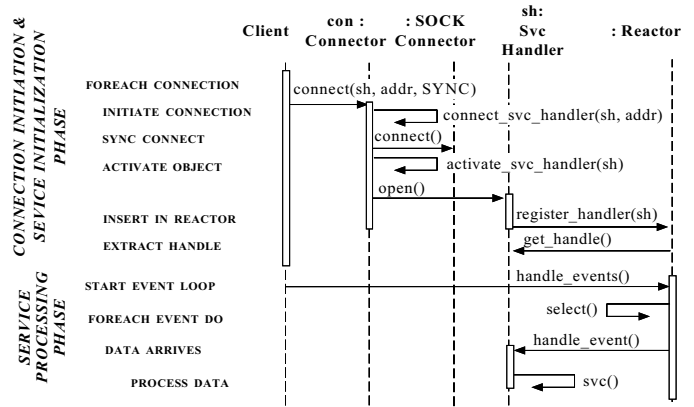 Client
con :
Connector
: SOCK
Connector
sh:
Svc
Handler
: Reactor
CONNECTION INITIATION &
SEVICE INITIALIZATION
PHASE
FOREACH CONNECTION
connect(sh, addr, SYNC)
INITIATE CONNECTION
connect_svc_handler(sh, addr)
SYNC CONNECT
connect()
ACTIVATE OBJECT
activate_svc_handler(sh)
open()
INSERT IN REACTOR
register_handler(sh)
EXTRACT HANDLE
get_handle()
SERVICE
PROCESSING
PHASE
START EVENT LOOP
handle_events()
FOREACH EVENT DO
select()
DATA ARRIVES
handle_event()
PROCESS DATA
svc()